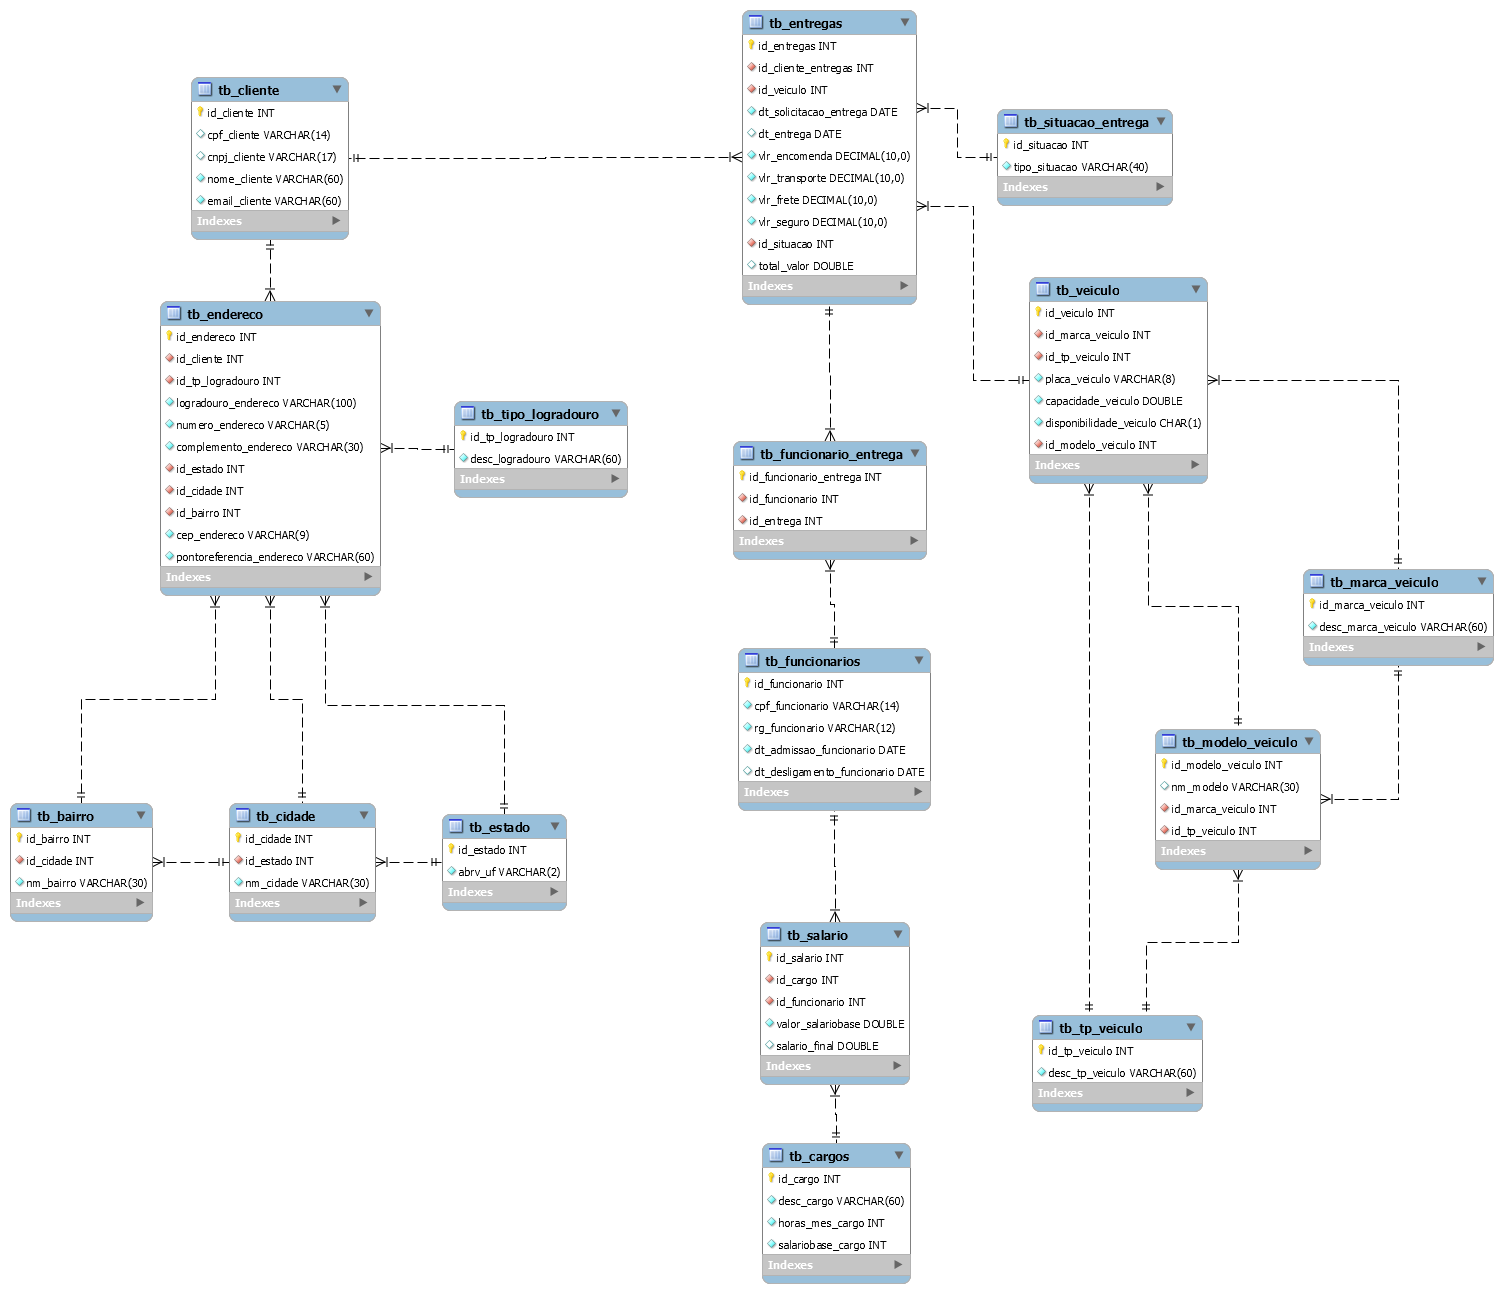 tb_entregas
id_entregas INT
id_cliente_entregas INT
id_veiculo INT
dt_solicitacao_entrega DATE
dt_entrega DATE
vlr_encomenda DECIMAL(10,0)
vlr_transporte DECIMAL(10,0)
vlr_frete DECIMAL(10,0)
vlr_seguro DECIMAL(10,0)
id_situacao INT
total_valor DOUBLE
Indexes
tb_cliente
id_cliente INT
cpf_cliente VARCHAR(14)
cnpj_cliente VARCHAR(17)
nome_cliente VARCHAR(60)
email_cliente VARCHAR(60)
Indexes
tb_situacao_entrega
id_situacao INT
tipo_situacao VARCHAR(40)
Indexes
tb_veiculo
id_veiculo INT
id_marca_veiculo INT
id_tp_veiculo INT
placa_veiculo VARCHAR(8)
capacidade_veiculo DOUBLE
disponibilidade_veiculo CHAR(1)
id_modelo_veiculo INT
Indexes
tb_endereco
id_endereco INT
id_cliente INT
id_tp_logradouro INT
logradouro_endereco VARCHAR(100)
numero_endereco VARCHAR(5)
complemento_endereco VARCHAR(30)
id_estado INT
id_cidade INT
id_bairro INT
cep_endereco VARCHAR(9)
pontoreferencia_endereco VARCHAR(60)
Indexes
tb_tipo_logradouro
id_tp_logradouro INT
desc_logradouro VARCHAR(60)
Indexes
tb_funcionario_entrega
id_funcionario_entrega INT
id_funcionario INT
id_entrega INT
Indexes
tb_marca_veiculo
id_marca_veiculo INT
desc_marca_veiculo VARCHAR(60)
Indexes
tb_funcionarios
id_funcionario INT
cpf_funcionario VARCHAR(14)
rg_funcionario VARCHAR(12)
dt_admissao_funcionario DATE
dt_desligamento_funcionario DATE
Indexes
tb_modelo_veiculo
id_modelo_veiculo INT
nm_modelo VARCHAR(30)
id_marca_veiculo INT
id_tp_veiculo INT
Indexes
tb_bairro
id_bairro INT
id_cidade INT
nm_bairro VARCHAR(30)
Indexes
tb_cidade
id_cidade INT
id_estado INT
nm_cidade VARCHAR(30)
Indexes
tb_estado
id_estado INT
abrv_uf VARCHAR(2)
Indexes
tb_salario
id_salario INT
id_cargo INT
id_funcionario INT
valor_salariobase DOUBLE
salario_final DOUBLE
Indexes
tb_tp_veiculo
id_tp_veiculo INT
desc_tp_veiculo VARCHAR(60)
Indexes
tb_cargos
id_cargo INT
desc_cargo VARCHAR(60)
horas_mes_cargo INT
salariobase_cargo INT
Indexes